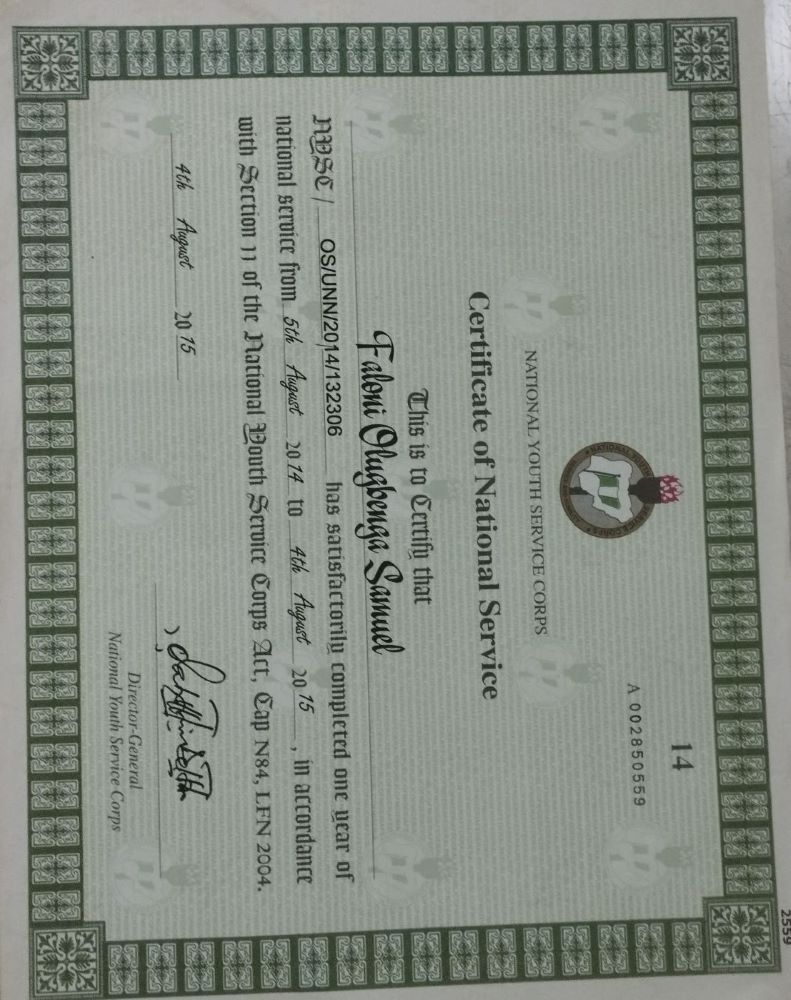 2559
14
A 002850559
NATIONAL YOUTH SERVICE CORPS
Certificate of National Service
This is to Certify that
Faloni Olugbenga Samuel
NYSC / OS/UNN/2014/132306 has satisfactorily completed one year of
national service from 5th August 2014 to 4th August 2015 , in accordance
with Section 11 of the National Youth Service Corps Act, Cap N84, LFN 2004.
4th August 2015
Director-General
National Youth Service Corps